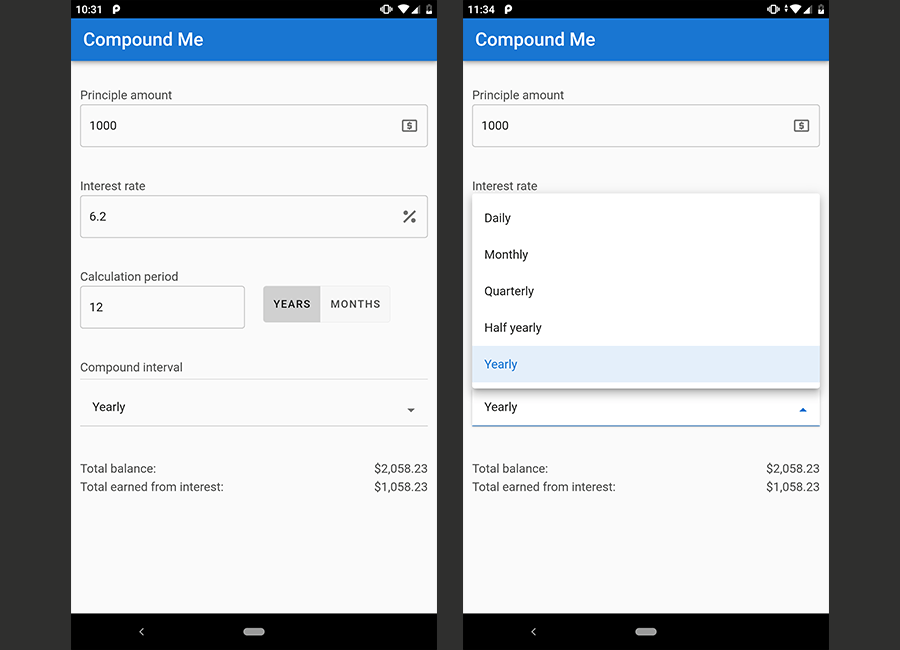 10:31
Compound Me
Principle amount
1000
$
Interest rate
6.2
%
Calculation period
12
YEARS MONTHS
Compound interval
Yearly
Total balance: $2,058.23
Total earned from interest: $1,058.23
11:34
Compound Me
Principle amount
1000
$
Interest rate
Daily
Monthly
Quarterly
Half yearly
Yearly
Yearly
Total balance: $2,058.23
Total earned from interest: $1,058.23